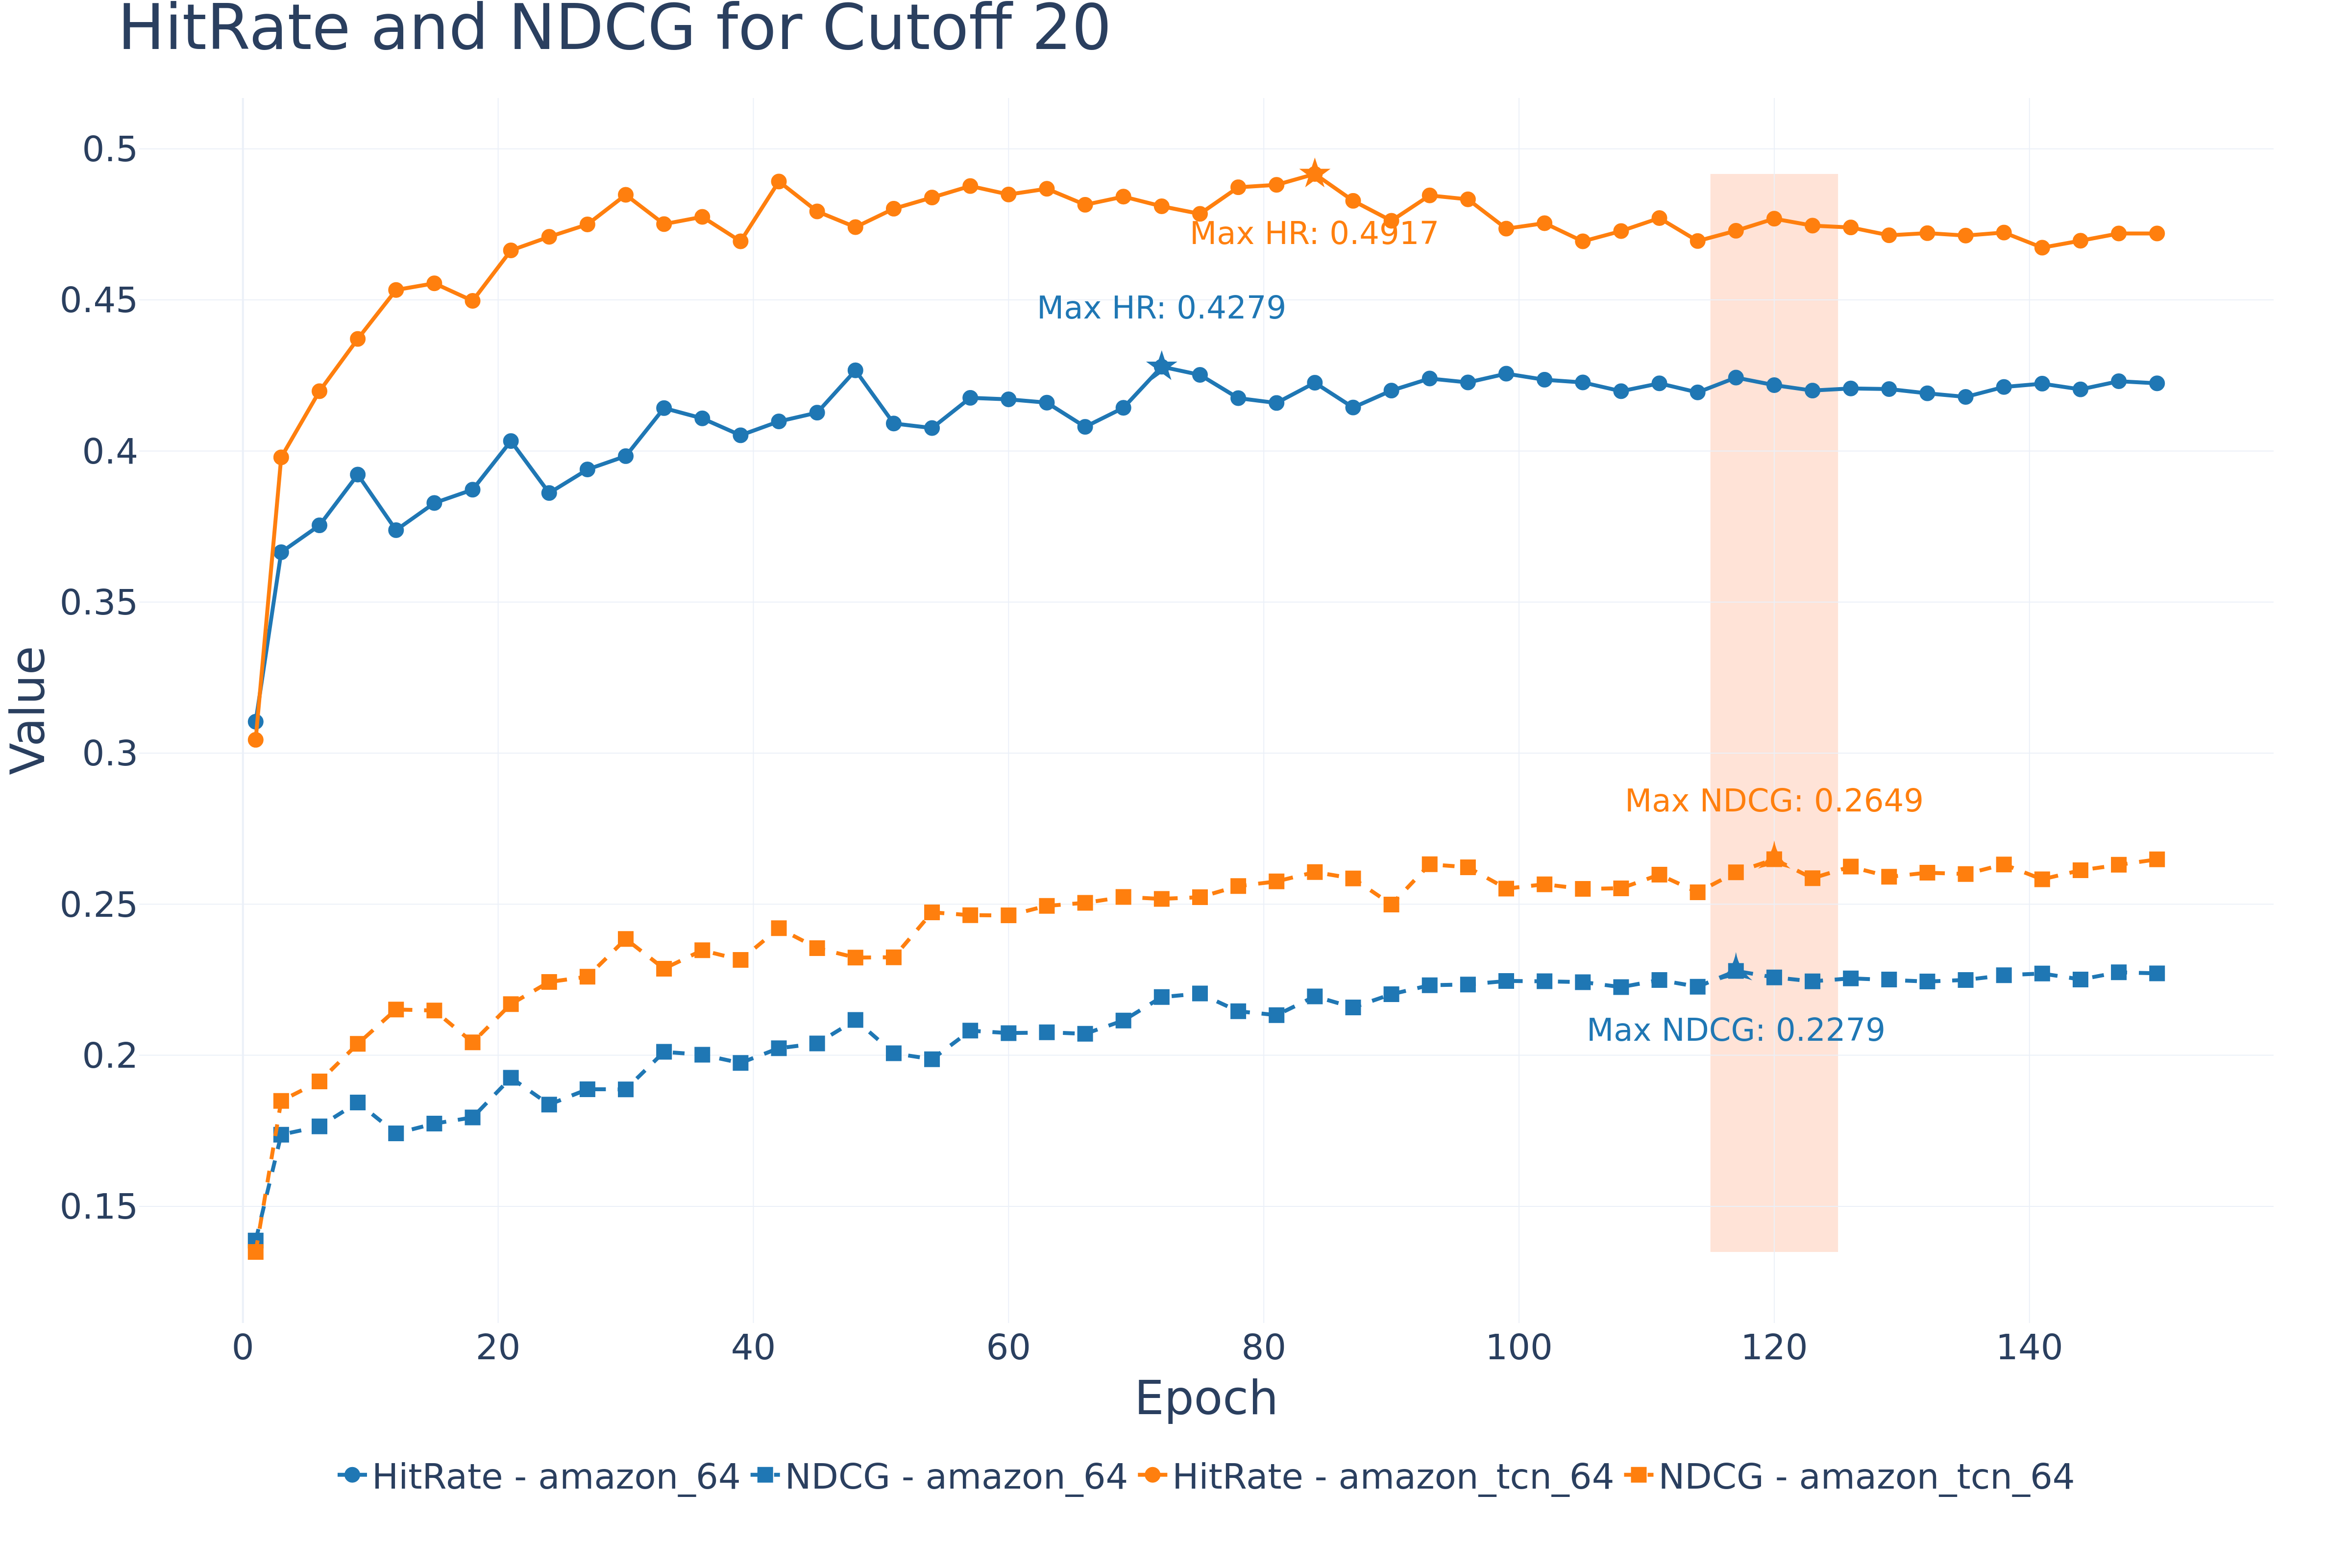 HitRate and NDCG for Cutoff 20
0.5
0.45
0.4
0.35
0.3
0.25
0.2
0.15
Value
Max HR: 0.4917
Max HR: 0.4279
Max NDCG: 0.2649
Max NDCG: 0.2279
0 20 40 60 80 100 120 140
Epoch
HitRate - amazon_64 NDCG - amazon_64 HitRate - amazon_tcn_64 NDCG - amazon_tcn_64